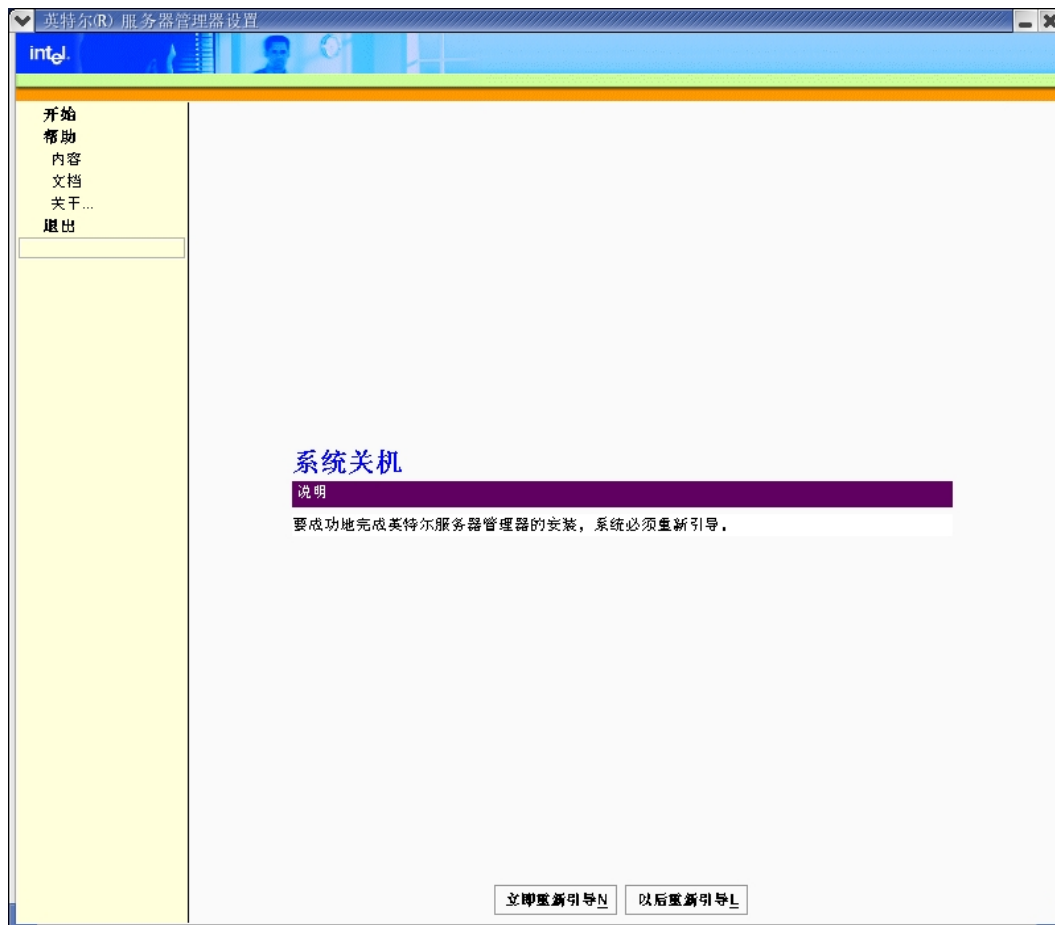 英特尔(R) 服务器管理器设置
intel.
开始
帮助
内容
文档
关于...
退出
系统关机
说明
要成功地完成英特尔服务器管理器的安装，系统必须重新引导。
立即重新引导N
以后重新引导L